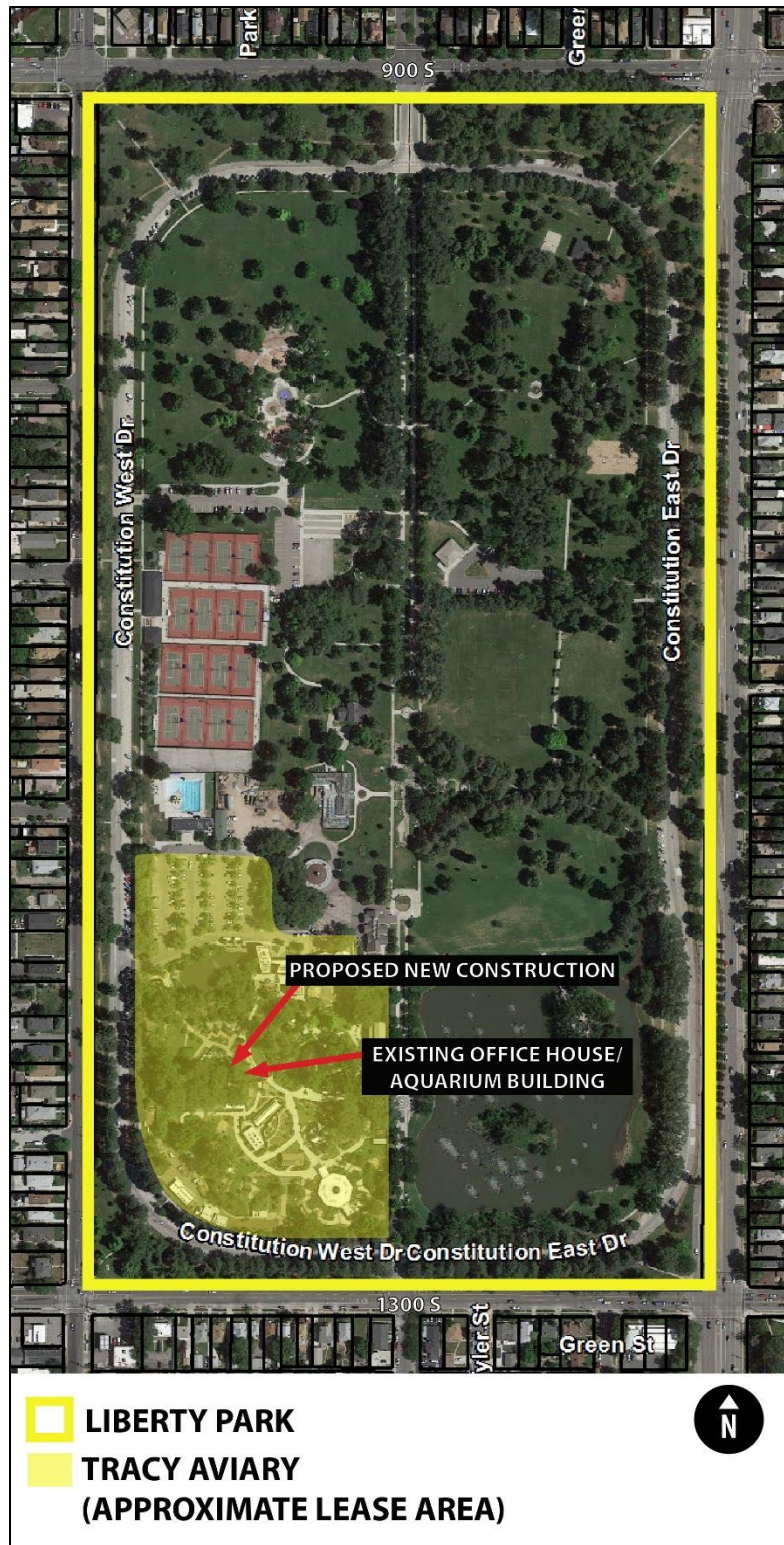 Park
Green
900 S
Constitution West Dr
Constitution East Dr
PROPOSED NEW CONSTRUCTION
EXISTING OFFICE HOUSE/
AQUARIUM BUILDING
Constitution West Dr Constitution East Dr
1300 S
yler St
Green St
LIBERTY PARK
TRACY AVIARY
(APPROXIMATE LEASE AREA)
N